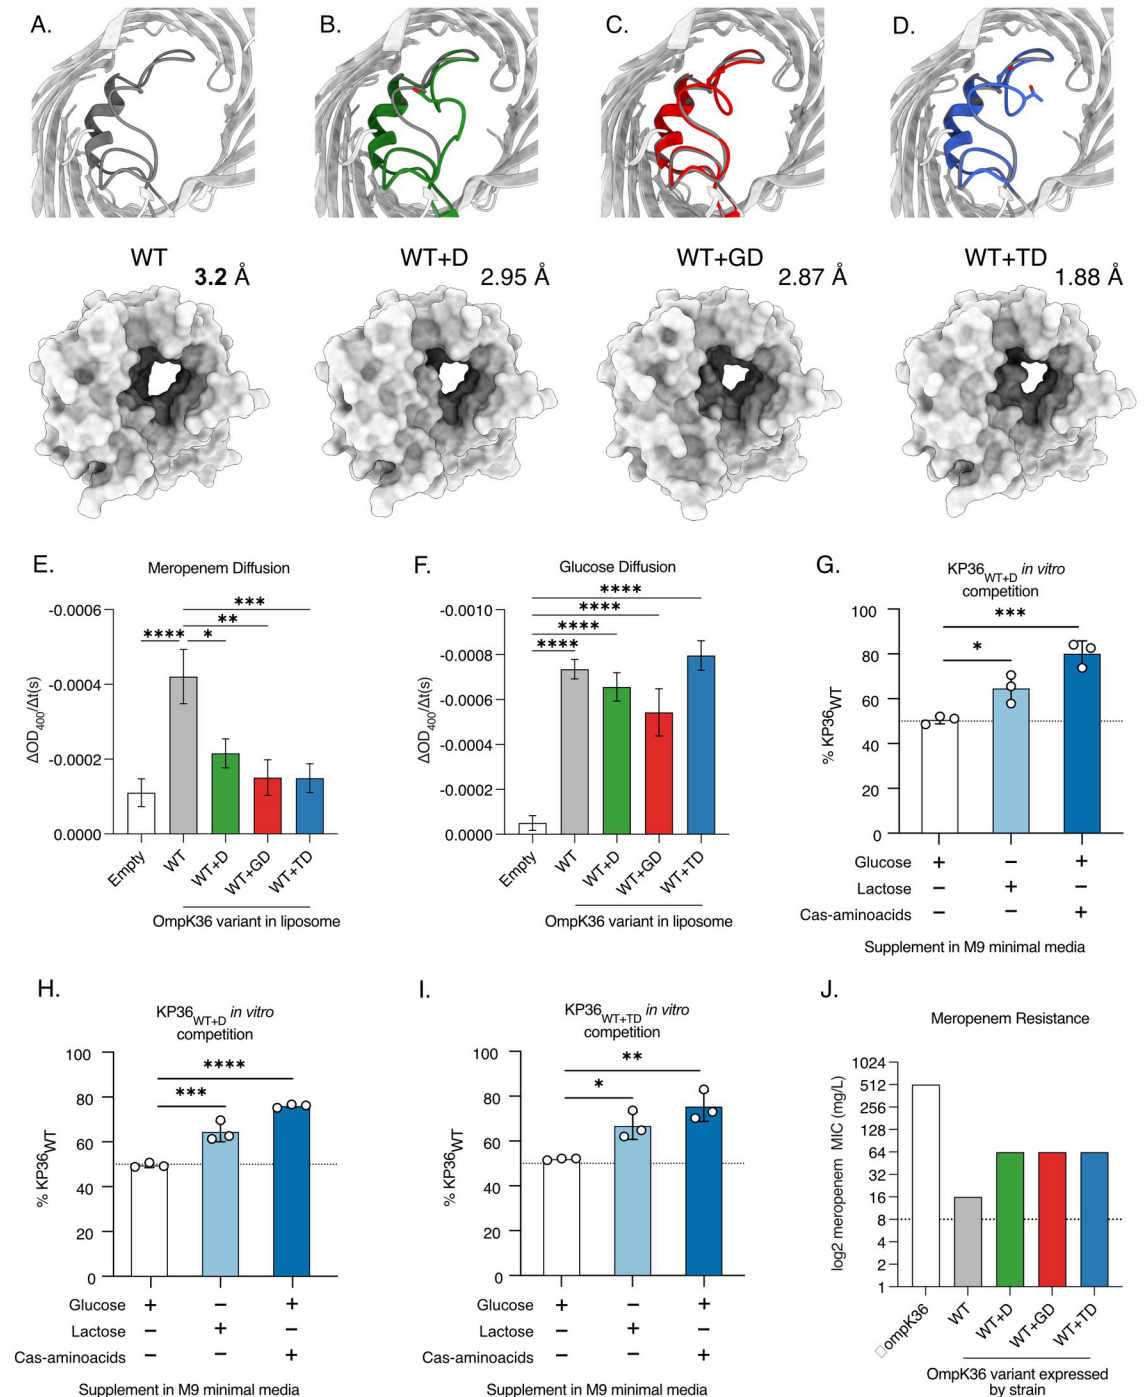 A.
B.
C.
D.
WT
3.2 Å
WT+D
2.95 Å
WT+GD
2.87 Å
WT+TD
1.88 Å
E.
Meropenem Diffusion
****
*
**
***
-0.0006
-0.0004
-0.0002
0.0000
ΔOD400/Δt(s)
Empty
WT
WT+D
WT+GD
WT+TD
OmpK36 variant in liposome
F.
Glucose Diffusion
****
****
****
****
-0.0010
-0.0008
-0.0006
-0.0004
-0.0002
0.0000
ΔOD400/Δt(s)
Empty
WT
WT+D
WT+GD
WT+TD
OmpK36 variant in liposome
G.
KP36WT+D in vitro
competition
***
*
100
80
60
40
20
0
% KP36WT
Glucose + − +
Lactose − + −
Cas-aminoacids − − +
Supplement in M9 minimal media
H.
KP36WT+D in vitro
competition
****
***
100
80
60
40
20
0
% KP36WT
Glucose + − +
Lactose − + −
Cas-aminoacids − − +
Supplement in M9 minimal media
I.
KP36WT+TD in vitro
competition
**
*
100
80
60
40
20
0
% KP36WT
Glucose + − +
Lactose − + −
Cas-aminoacids − − +
Supplement in M9 minimal media
J.
Meropenem Resistance
1024
512
256
128
64
32
16
8
4
2
1
log2 meropenem MIC (mg/L)
□ompK36
WT
WT+D
WT+GD
WT+TD
OmpK36 variant expressed
by strain